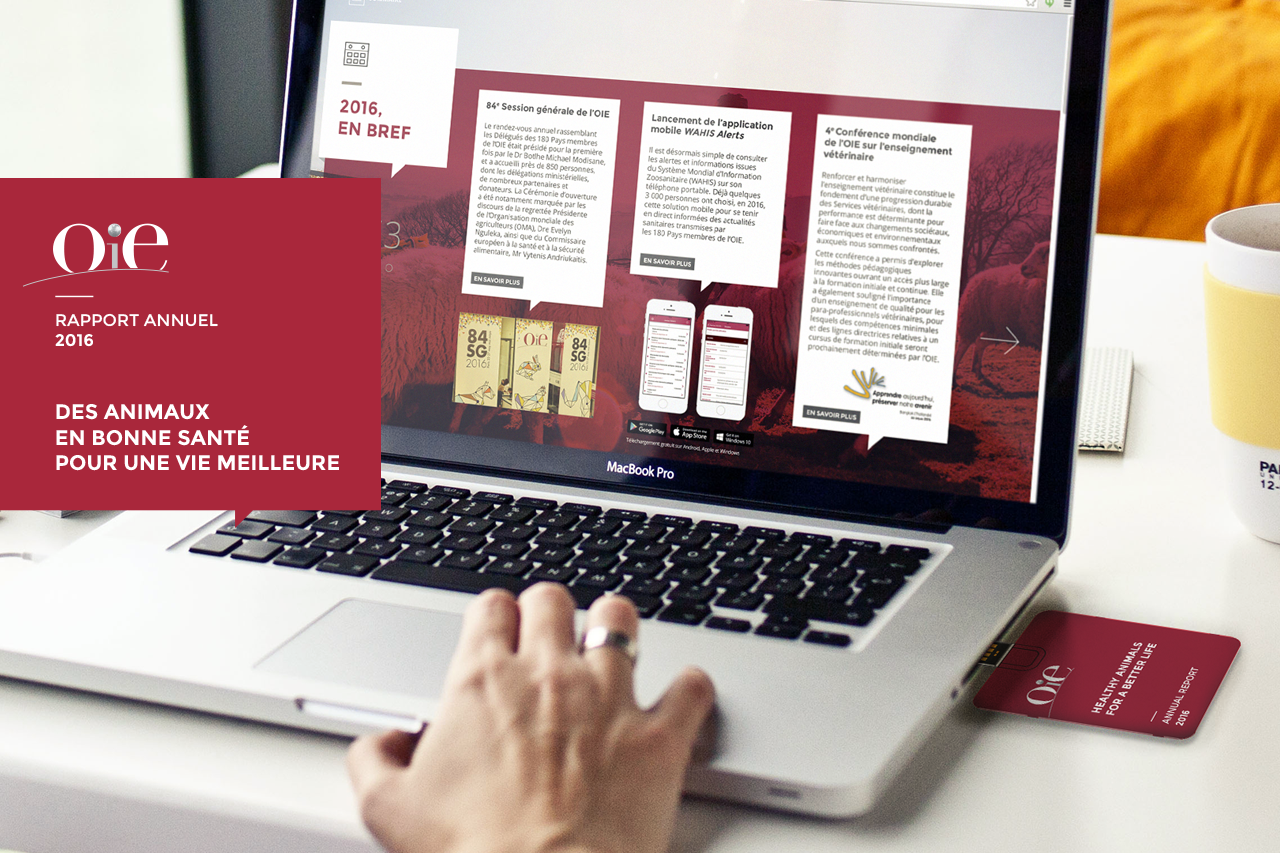 Oie
RAPPORT ANNUEL
2016
DES ANIMAUX
EN BONNE SANTÉ
POUR UNE VIE MEILLEURE
2016,
EN BREF
84e Session générale de l'OIE
Le rendez-vous annuel rassemblant
les Délégués des 180 Pays membres
de l'OIE était présidé pour la première
fois par le Dr Bothe Michael Modisane,
et a accueilli près de 850 personnes,
dont les délégations ministérielles,
de nombreux partenaires et
donateurs. La Cérémonie d'ouverture
a été notamment marquée par les
discours de la regrettée Présidente
de l'Organisation mondiale des
agriculteurs (OMA), Dre Evelyn
Nguleka, ainsi que du Commissaire
européen à la santé et à la sécurité
alimentaire, Mr Vytenis Andriukaitis.
EN SAVOIR PLUS
84
SG
2016
Oie
84
SG
2016
Lancement de l'application
mobile WAHIS Alerts
Il est désormais simple de consulter
les alertes et informations issues
du Système Mondial d'Information
Zoosanitaire (WAHIS) sur son
téléphone portable. Déjà quelques
3 000 personnes ont choisi, en 2016,
cette solution mobile pour se tenir
en direct informées des actualités
sanitaires transmises par
les 180 Pays membres de l'OIE.
EN SAVOIR PLUS
Google Play
App Store
Windows 10
Téléchargement gratuit sur Android, Apple et Windows
4e Conférence mondiale
de l'OIE sur l'enseignement
vétérinaire
Renforcer et harmoniser
l'enseignement vétérinaire constitue le
fondement d'une progression durable
des Services vétérinaires, dont la
performance est déterminante pour
faire face aux changements sociétaux,
économiques et environnementaux
auxquels nous sommes confrontés.
Cette conférence a permis d'explorer
les méthodes pédagogiques
innovantes ouvrant un accès plus large
à la formation initiale et continue. Elle
a également souligné l'importance
d'un enseignement de qualité pour les
para-professionnels vétérinaires, pour
lesquels des compétences minimales
et des lignes directrices relatives à un
cursus de formation initiale seront
prochainement déterminées par l'OIE.
Apprendre aujourd'hui,
préserver notre avenir
EN SAVOIR PLUS
3
MacBook Pro
Oie
HEALTHY ANIMALS
FOR A BETTER LIFE
ANNUAL REPORT
2016
12-